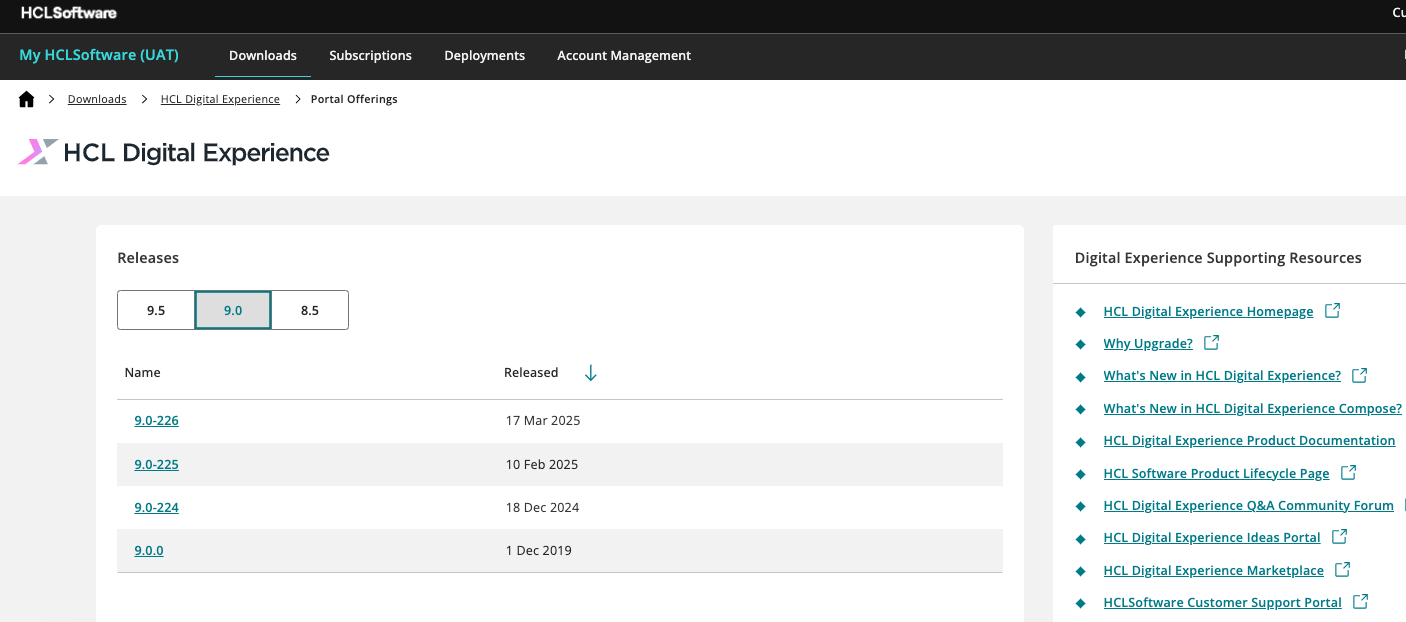 HCLSoftware
My HCLSoftware (UAT) Downloads Subscriptions Deployments Account Management
Downloads HCL Digital Experience Portal Offerings
HCL Digital Experience
Releases
9.5 9.0 8.5
Name Released
9.0-226 17 Mar 2025
9.0-225 10 Feb 2025
9.0-224 18 Dec 2024
9.0.0 1 Dec 2019
Digital Experience Supporting Resources
HCL Digital Experience Homepage
Why Upgrade?
What's New in HCL Digital Experience?
What's New in HCL Digital Experience Compose?
HCL Digital Experience Product Documentation
HCL Software Product Lifecycle Page
HCL Digital Experience Q&A Community Forum
HCL Digital Experience Ideas Portal
HCL Digital Experience Marketplace
HCLSoftware Customer Support Portal